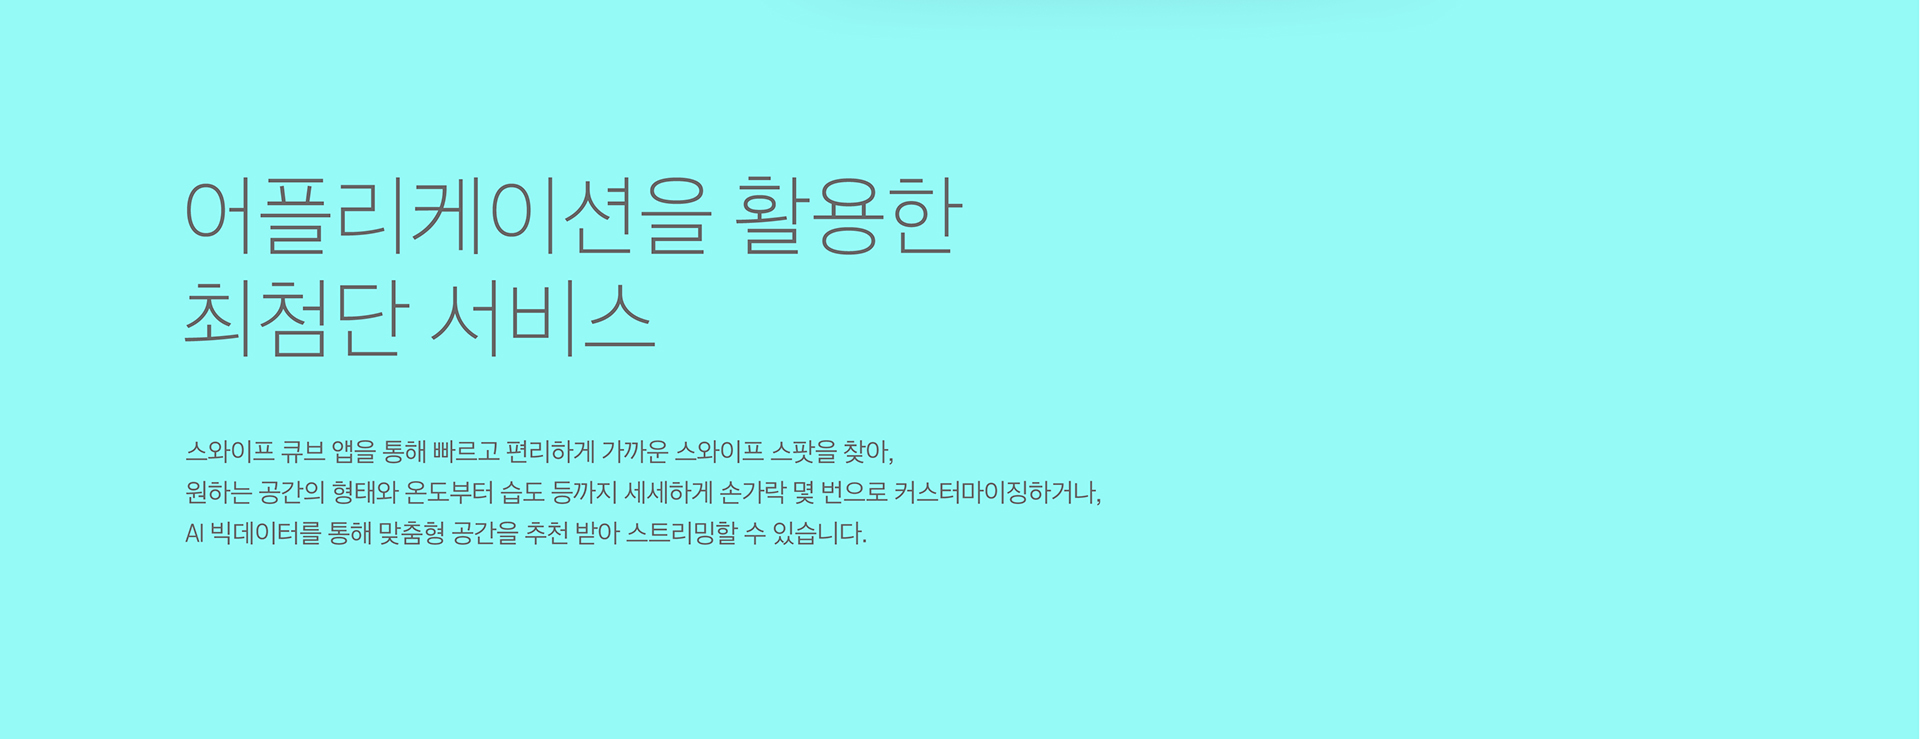 어플리케이션을 활용한
최첨단 서비스
스와이프 큐브 앱을 통해 빠르고 편리하게 가까운 스와이프 스팟을 찾아,
원하는 공간의 형태와 온도부터 습도 등까지 세세하게 손가락 몇 번으로 커스터마이징하거나,
AI 빅데이터를 통해 맞춤형 공간을 추천 받아 스트리밍할 수 있습니다.